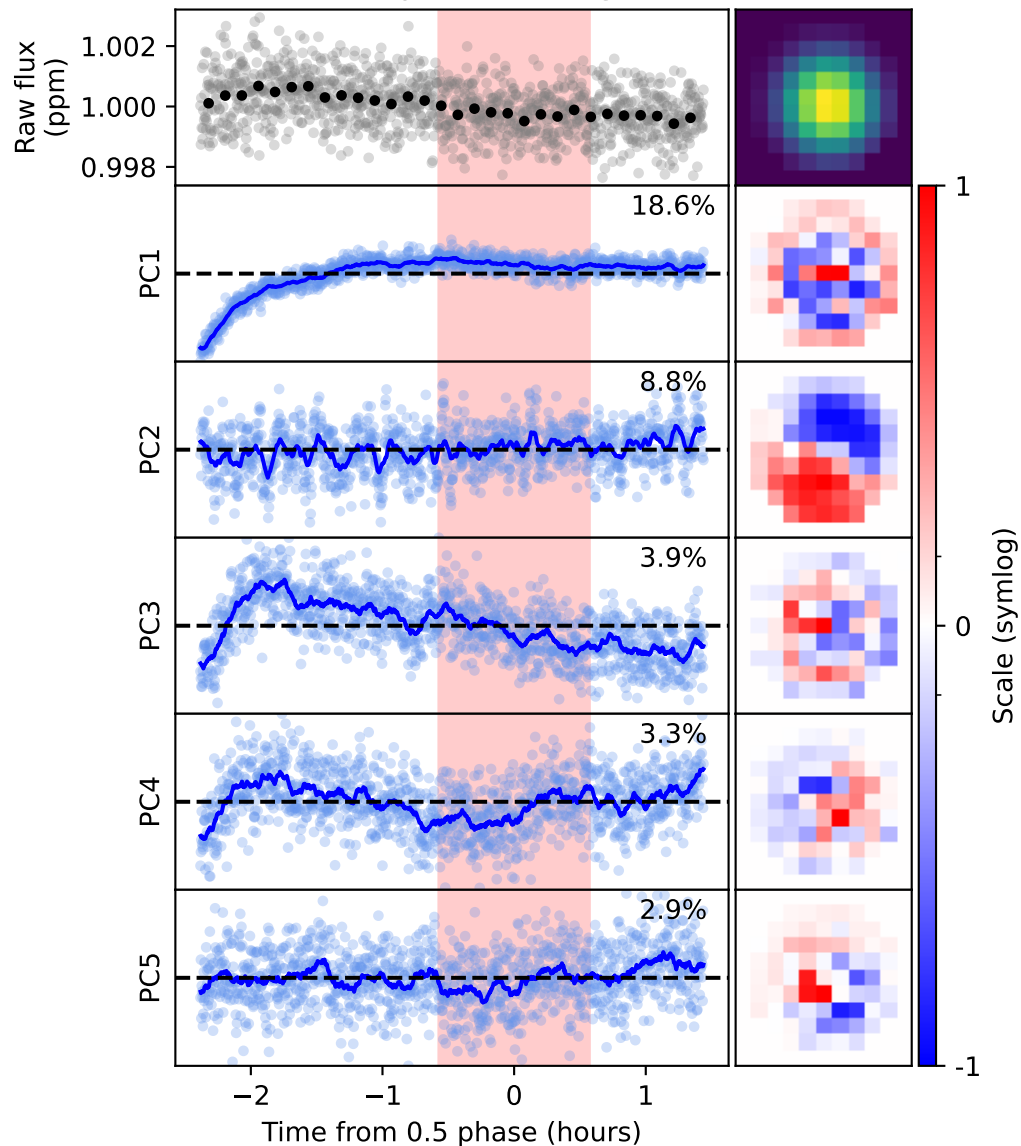 Raw flux
(ppm)
1.002
1.000
0.998
18.6%
PC1
1
8.8%
PC2
3.9%
PC3
0
Scale (symlog)
3.3%
PC4
2.9%
PC5
-1
−2
−1
0
1
Time from 0.5 phase (hours)